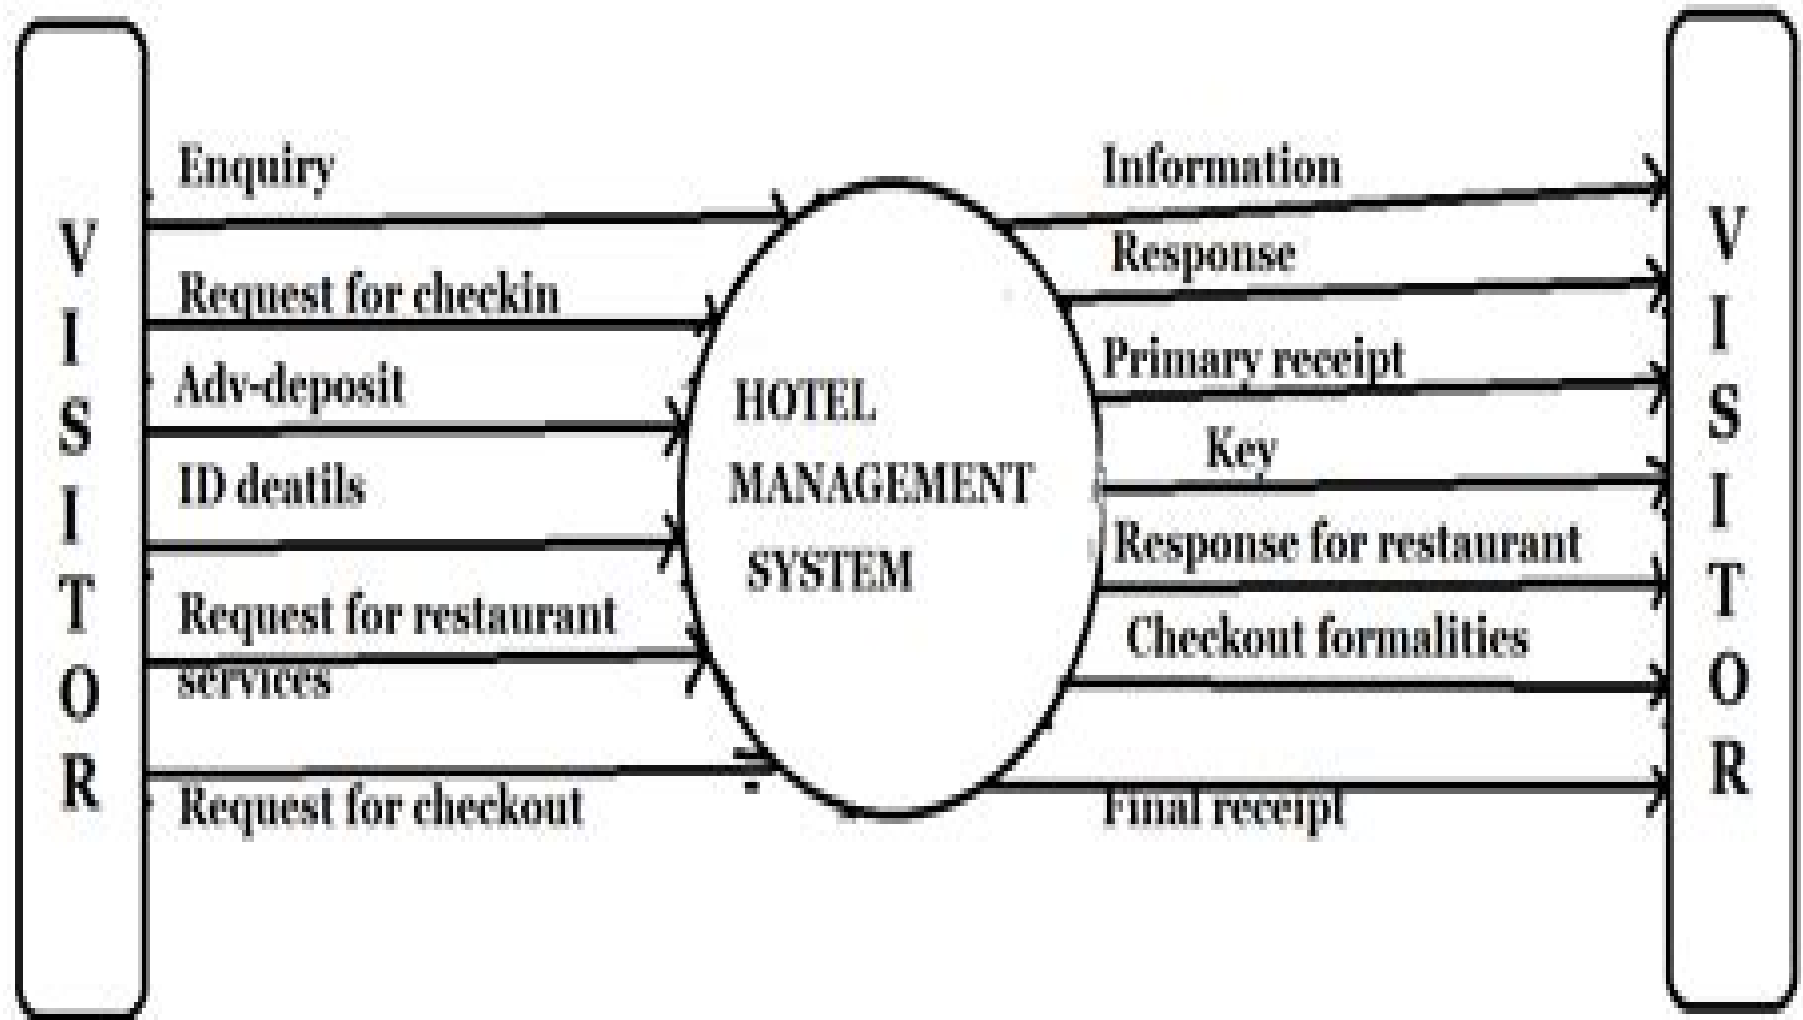 VISITOR
Enquiry
Request for checkin
Adv-deposit
ID deatils
Request for restaurant
services
Request for checkout
HOTEL
MANAGEMENT
SYSTEM
Information
Response
Primary receipt
Key
Response for restaurant
Checkout formalities
Final receipt
VISITOR